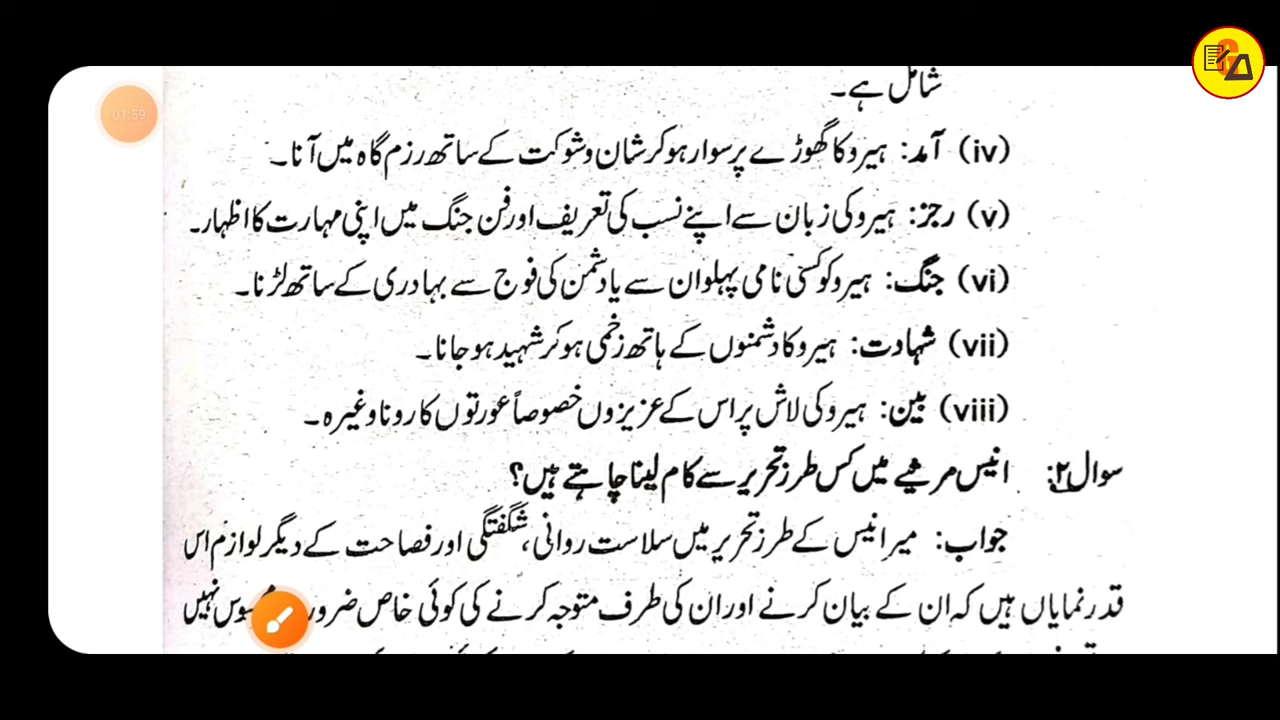 شامل ہے۔
(iv) آمد: ہیرو کا گھوڑے پر سوار ہو کر شان و شوکت کے ساتھ رزم گاہ میں آنا۔
(v) رجز: ہیرو کی زبان سے اپنے نسب کی تعریف اور فن جنگ میں اپنی مہارت کا اظہار۔
(vi) جنگ: ہیرو کو کسی نامی پہلوان سے یا دشمن کی فوج سے بہادری کے ساتھ لڑنا۔
(vii) شہادت: ہیرو کا دشمنوں کے ہاتھ زخمی ہو کر شہید ہو جانا۔
(viii) بین: ہیرو کی لاش پر اس کے عزیزوں خصوصاً عورتوں کا رونا وغیرہ۔
سوال ۲: انیس مرثیے میں کس طرز تحریر سے کام لینا چاہتے ہیں؟
جواب: میر انیس کے طرز تحریر میں سلاست روانی، شگفتگی اور فصاحت کے دیگر لوازم اس
قدر نمایاں ہیں کہ ان کے بیان کرنے اور ان کی طرف متوجہ کرنے کی کوئی خاص نہیں
01:59